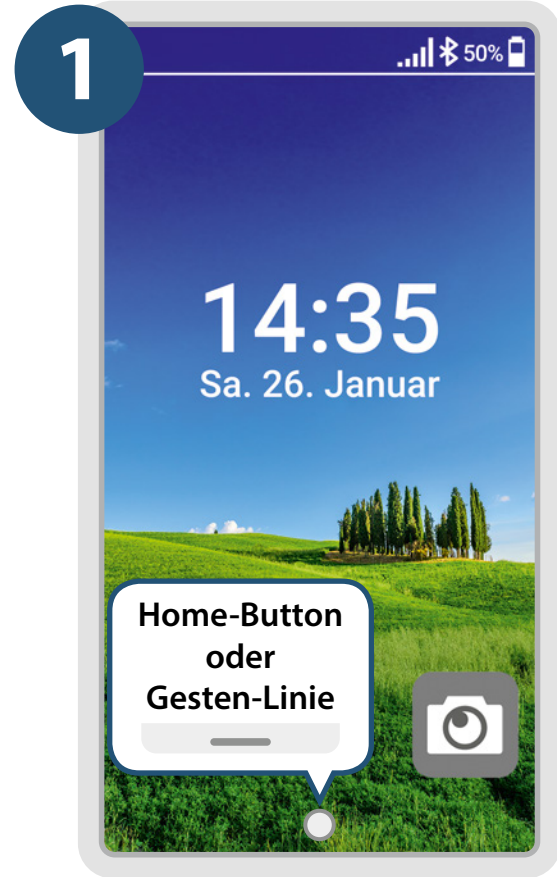 1
50%
14:35
Sa. 26. Januar
Home-Button
oder
Gesten-Linie